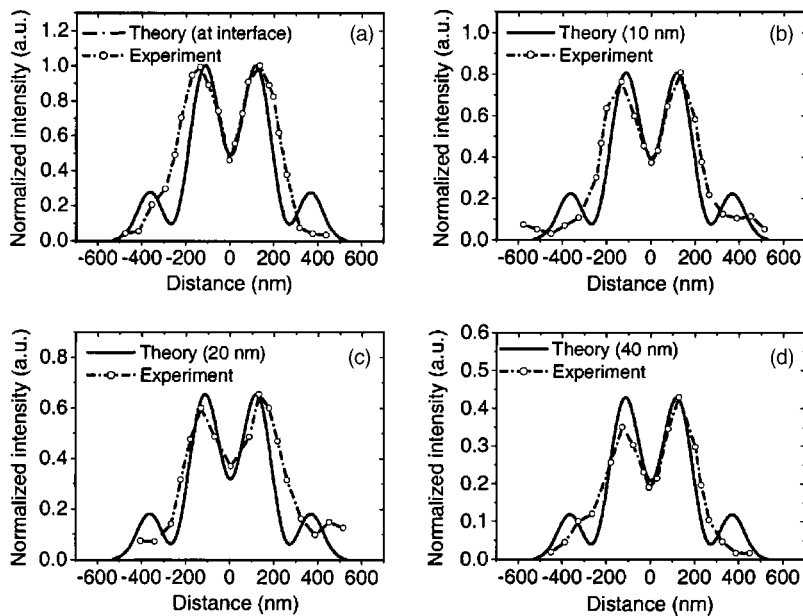 Normalized intensity (a.u.)
1.0
0.8
0.6
0.4
0.2
0.0
Theory (at interface)
Experiment
(a)
-600 -400 -200 0 200 400 600
Distance (nm)
Normalized intensity (a.u.)
1.0
0.8
0.6
0.4
0.2
0.0
Theory (10 nm)
Experiment
(b)
-600 -400 -200 0 200 400 600
Distance (nm)
Normalized intensity (a.u.)
0.8
0.6
0.4
0.2
0.0
Theory (20 nm)
Experiment
(c)
-600 -400 -200 0 200 400 600
Distance (nm)
Normalized intensity (a.u.)
0.6
0.5
0.4
0.3
0.2
0.1
0.0
Theory (40 nm)
Experiment
(d)
-600 -400 -200 0 200 400 600
Distance (nm)